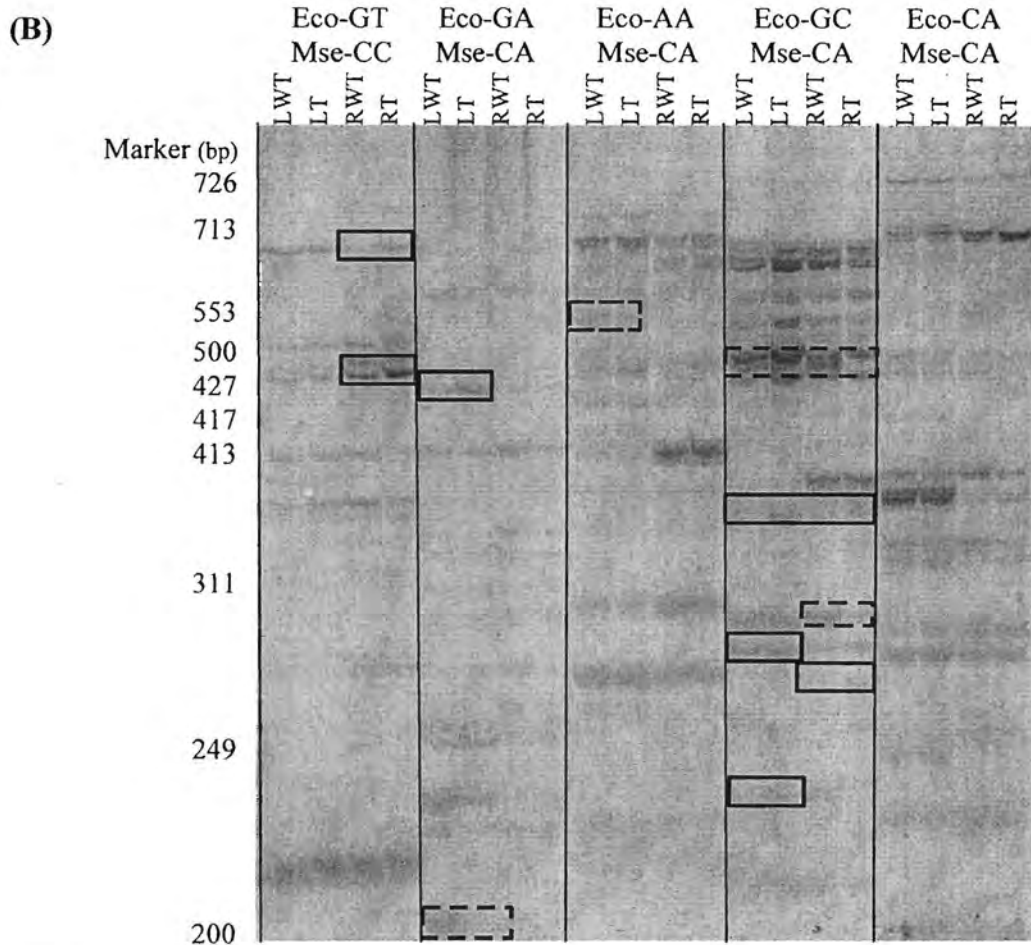 (B)
Eco-GT Eco-GA Eco-AA Eco-GC Eco-CA
Mse-CC Mse-CA Mse-CA Mse-CA Mse-CA
LWT LT RWT RT LWT LT RWT RT LWT LT RWT RT LWT LT RWT RT LWT LT RWT RT
Marker (bp)
726
713
553
500
427
417
413
311
249
200